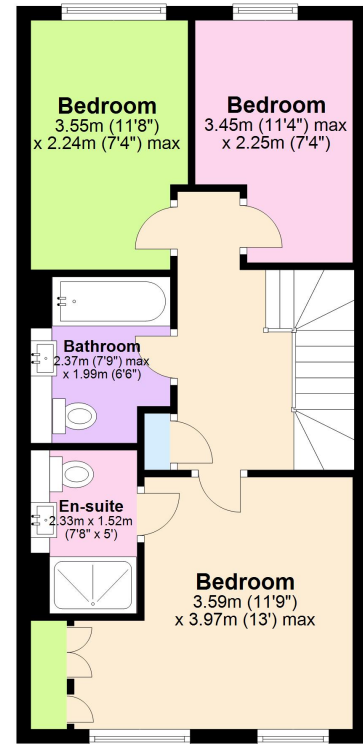 Bedroom
3.55m (11'8")
x 2.24m (7'4") max
Bedroom
3.45m (11'4") max
x 2.25m (7'4")
Bathroom
2.37m (7'9") max
x 1.99m (6'6")
En-suite
2.33m x 1.52m
(7'8" x 5')
Bedroom
3.59m (11'9")
x 3.97m (13') max